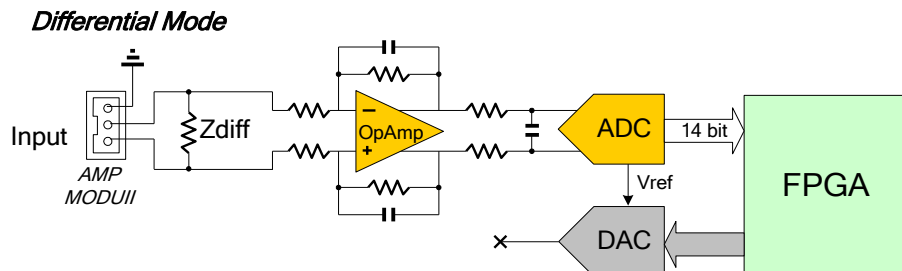 Differential Mode
Input
AMP
MODUII
Zdiff
OpAmp
ADC
14 bit
Vref
DAC
FPGA